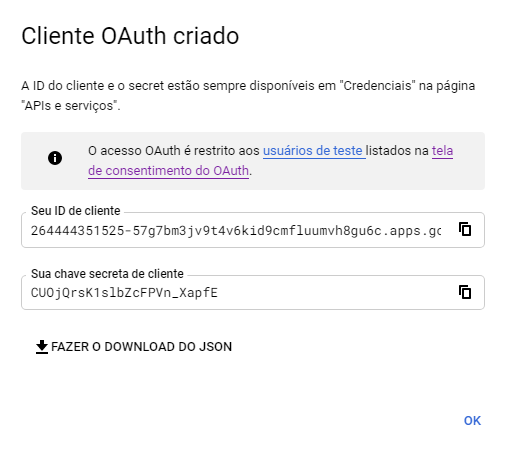 Cliente OAuth criado
A ID do cliente e o secret estão sempre disponíveis em "Credenciais" na página
"APIs e serviços".
O acesso OAuth é restrito aos usuários de teste listados na tela
de consentimento do OAuth.
Seu ID de cliente
264444351525-57g7bm3jv9t4v6kid9cmfluumvh8gu6c.apps.gc
Sua chave secreta de cliente
CUOjQrsK1slbZcFPVn_XapfE
FAZER O DOWNLOAD DO JSON
OK